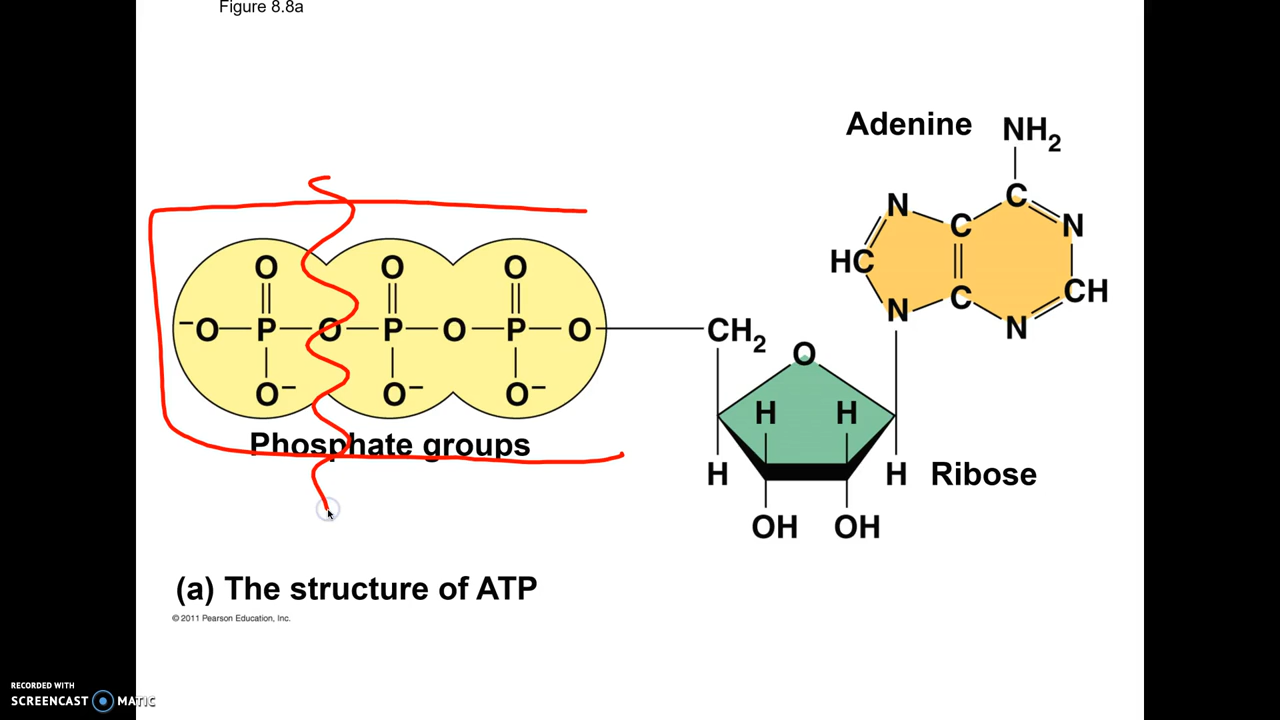 Figure 8.8a
Adenine
NH2
N
C
N
HC
C
CH
N
N
O
O
O
⁻O
P
O
P
O
P
O
CH2
O
O⁻
O⁻
O⁻
H
H
Phosphate groups
H
H
Ribose
OH
OH
(a) The structure of ATP
© 2011 Pearson Education, Inc.
RECORDED WITH
SCREENCAST MATIC